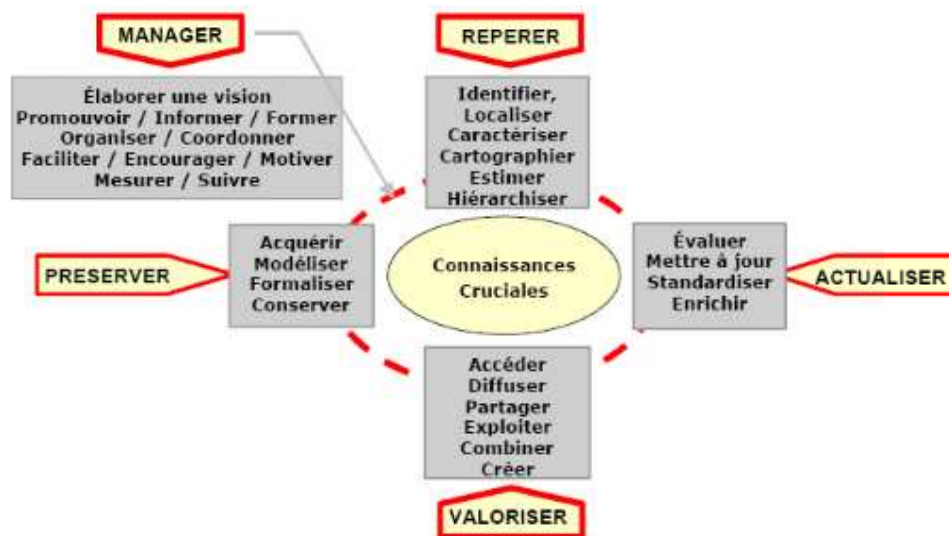 MANAGER
Élaborer une vision
Promouvoir / Informer / Former
Organiser / Coordonner
Faciliter / Encourager / Motiver
Mesurer / Suivre
REPERER
Identifier,
Localiser
Caractériser
Cartographier
Estimer
Hiérarchiser
PRESERVER
Acquérir
Modéliser
Formaliser
Conserver
Connaissances
Cruciales
Évaluer
Mettre à jour
Standardiser
Enrichir
ACTUALISER
Accéder
Diffuser
Partager
Exploiter
Combiner
Créer
VALORISER